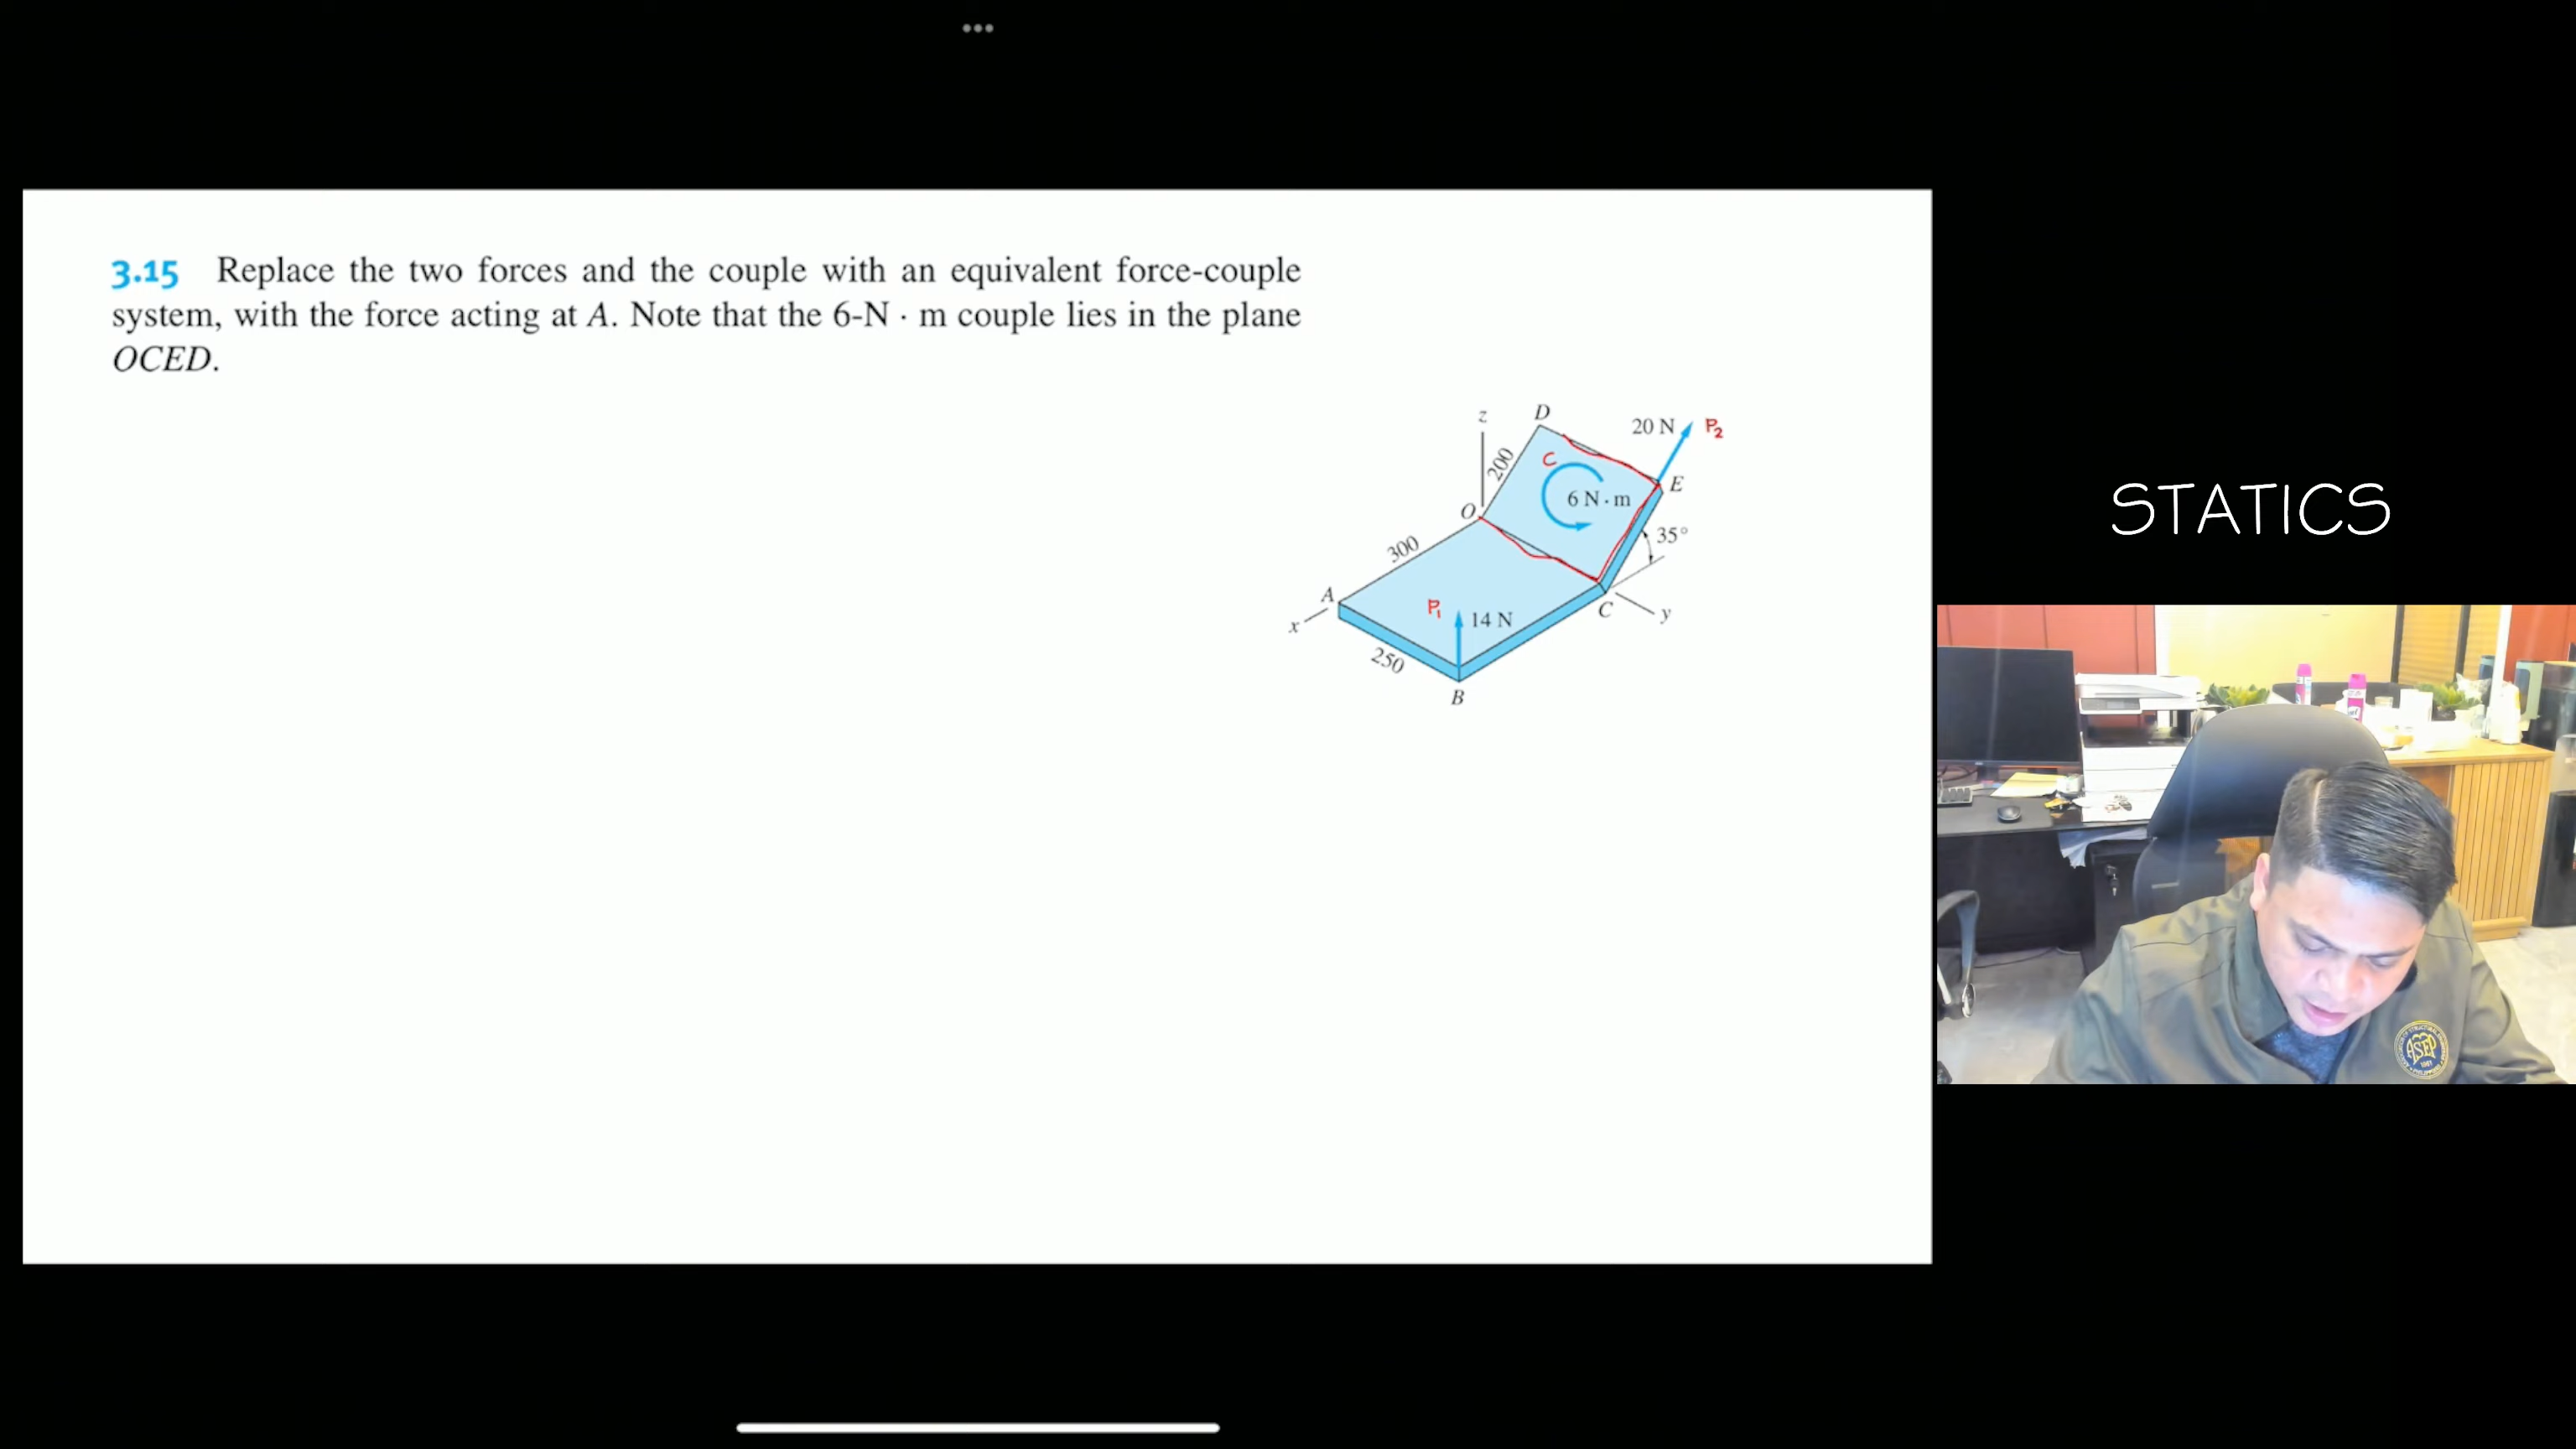 3.15 Replace the two forces and the couple with an equivalent force-couple
system, with the force acting at A. Note that the 6-N · m couple lies in the plane
OCED.
z
D
20 N
P₂
200
C
E
6 N · m
O
35°
300
A
P₁
14 N
C
y
x
250
B
STATICS
ASEP